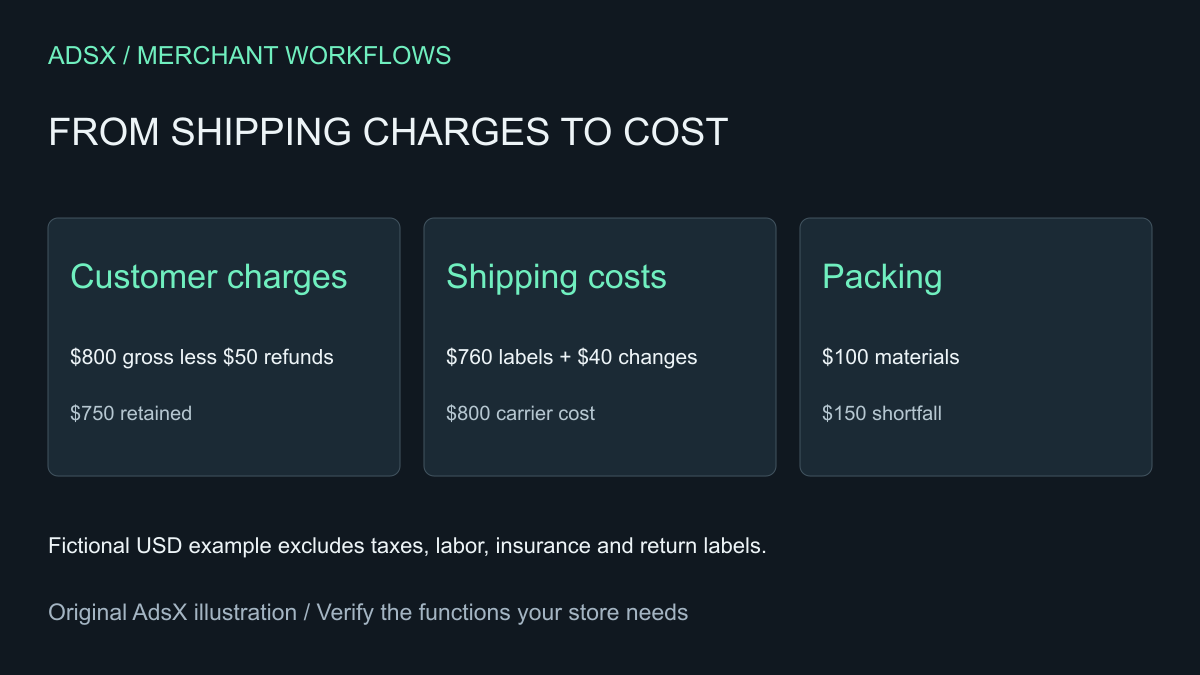 ADSX / MERCHANT WORKFLOWS
FROM SHIPPING CHARGES TO COST
Customer charges
$800 gross less $50 refunds
$750 retained
Shipping costs
$760 labels + $40 changes
$800 carrier cost
Packing
$100 materials
$150 shortfall
Fictional USD example excludes taxes, labor, insurance and return labels.
Original AdsX illustration / Verify the functions your store needs